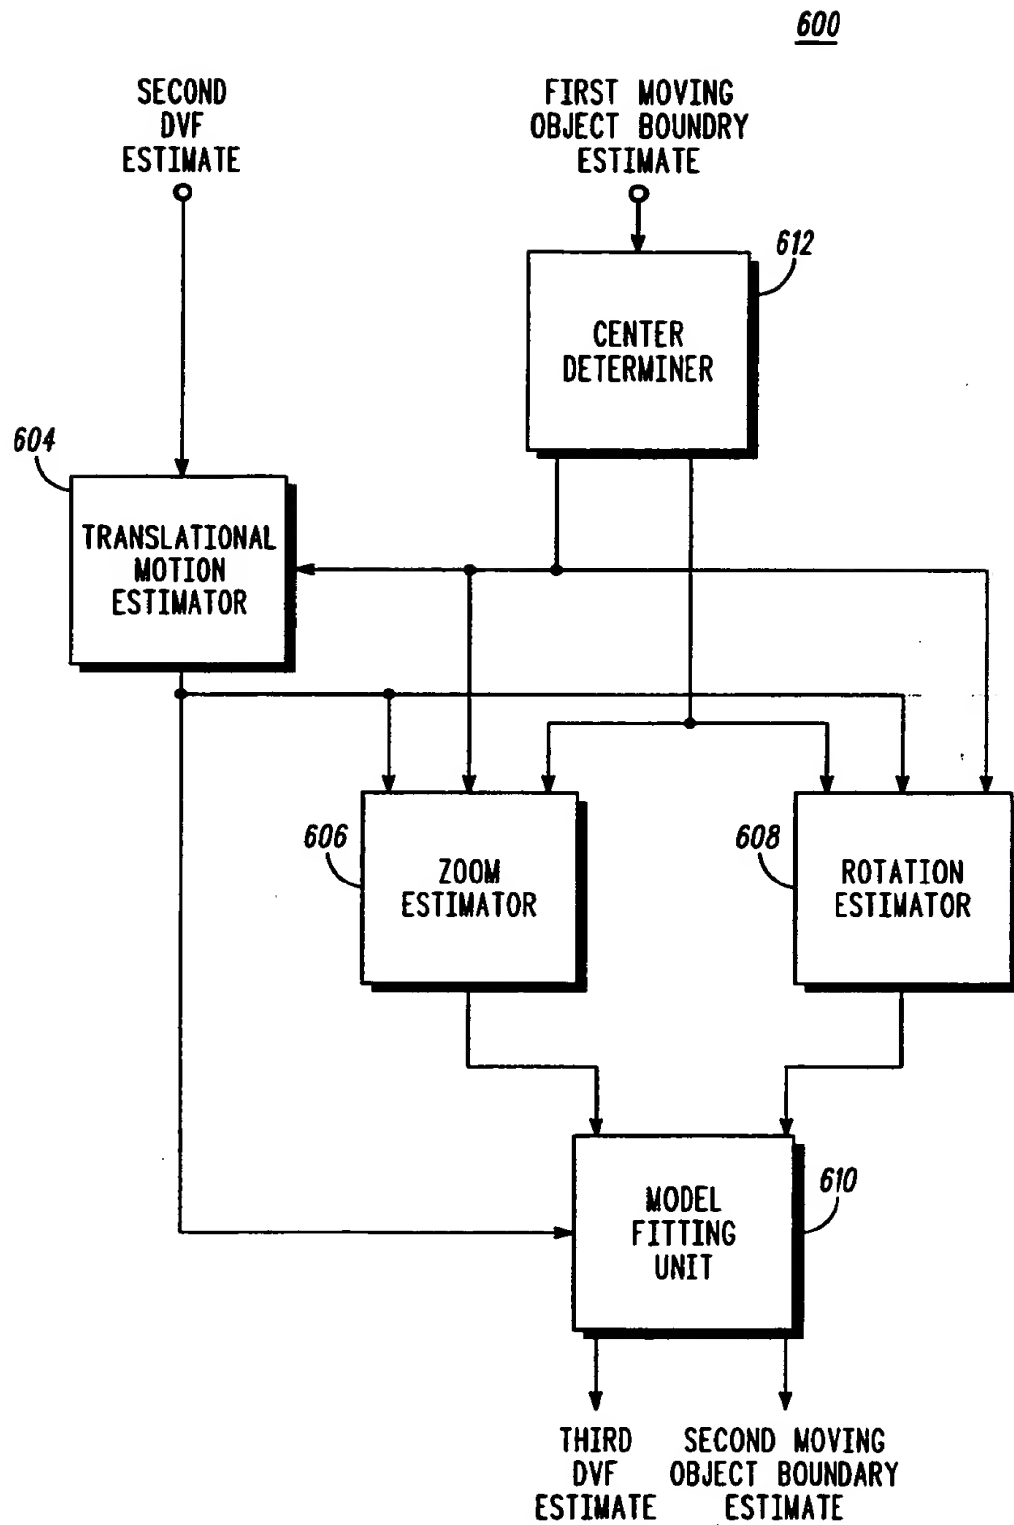 600
SECOND
DVF
ESTIMATE
FIRST MOVING
OBJECT BOUNDRY
ESTIMATE
612
CENTER
DETERMINER
604
TRANSLATIONAL
MOTION
ESTIMATOR
606
ZOOM
ESTIMATOR
608
ROTATION
ESTIMATOR
MODEL
FITTING
UNIT
610
THIRD
DVF
ESTIMATE
SECOND MOVING
OBJECT BOUNDARY
ESTIMATE